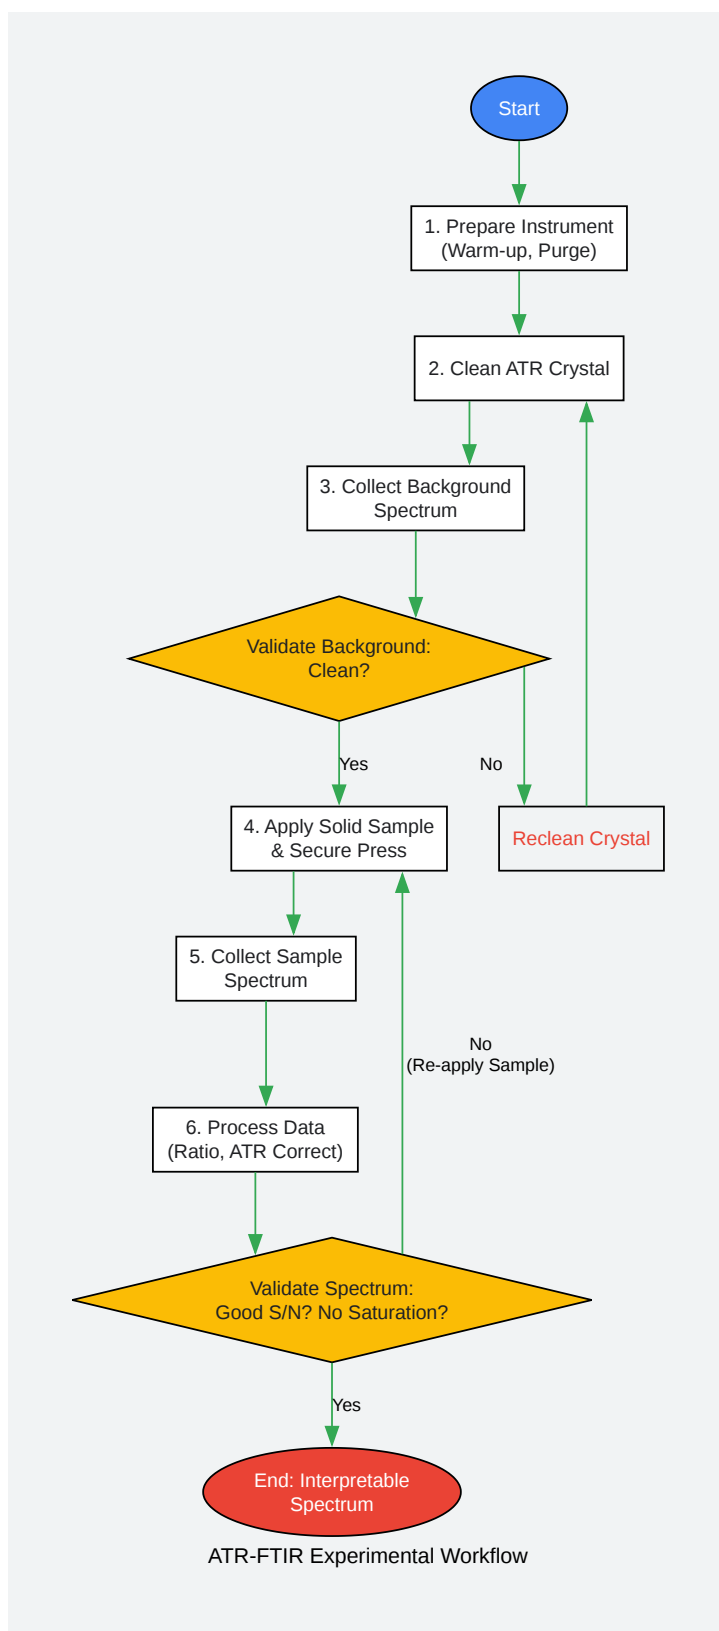 Start
1. Prepare Instrument
(Warm-up, Purge)
2. Clean ATR Crystal
3. Collect Background
Spectrum
Validate Background:
Clean?
Yes
No
4. Apply Solid Sample
& Secure Press
Reclean Crystal
5. Collect Sample
Spectrum
No
(Re-apply Sample)
6. Process Data
(Ratio, ATR Correct)
Validate Spectrum:
Good S/N? No Saturation?
Yes
End: Interpretable
Spectrum
ATR-FTIR Experimental Workflow